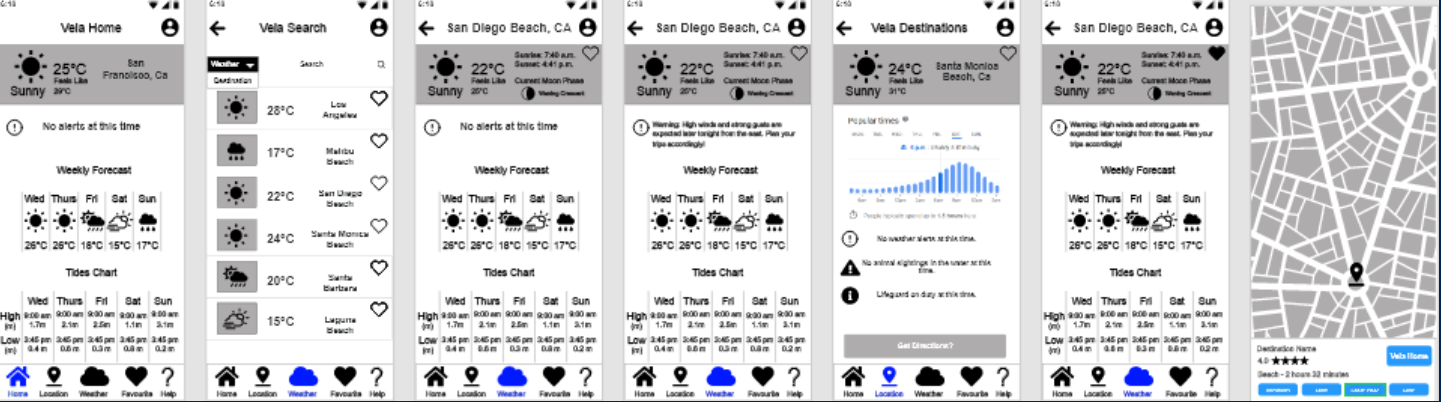 Vela Home
25°C
San
Francisco, Ca
Feels Like
29°C
Sunny
No alerts at this time
Weekly Forecast
Wed Thurs Fri Sat Sun
26°C 26°C 18°C 15°C 17°C
Tides Chart
Wed Thurs Fri Sat Sun
High 9:00 am 9:00 am 9:00 am 9:00 am 9:00 am
(m) 1.7m 2.1m 2.5m 1.1m 3.1m
Low 3:45 pm 3:45 pm 3:45 pm 3:45 pm 3:45 pm
(m) 0.4 m 0.6 m 0.3 m 0.8 m 0.2 m
Home Location Weather Favourite Help
Vela Search
Weather Search
Destination
28°C Los
Angeles
17°C Malibu
Beach
22°C San Diego
Beach
24°C Santa Monica
Beach
20°C Santa
Barbara
15°C Laguna
Beach
Home Location Weather Favourite Help
San Diego Beach, CA
Sunrise: 7:40 a.m.
Sunset: 4:41 p.m.
22°C
Feels Like
25°C
Current Moon Phase
Waning Crescent
Sunny
No alerts at this time
Weekly Forecast
Wed Thurs Fri Sat Sun
26°C 26°C 18°C 15°C 17°C
Tides Chart
Wed Thurs Fri Sat Sun
High 9:00 am 9:00 am 9:00 am 9:00 am 9:00 am
(m) 1.7m 2.1m 2.5m 1.1m 3.1m
Low 3:45 pm 3:45 pm 3:45 pm 3:45 pm 3:45 pm
(m) 0.4 m 0.6 m 0.3 m 0.8 m 0.2 m
Home Location Weather Favourite Help
San Diego Beach, CA
Sunrise: 7:40 a.m.
Sunset: 4:41 p.m.
22°C
Feels Like
25°C
Current Moon Phase
Waning Crescent
Sunny
Warning: High winds and strong gusts are
expected later tonight from the east. Plan your
trips accordingly!
Weekly Forecast
Wed Thurs Fri Sat Sun
26°C 26°C 18°C 15°C 17°C
Tides Chart
Wed Thurs Fri Sat Sun
High 9:00 am 9:00 am 9:00 am 9:00 am 9:00 am
(m) 1.7m 2.1m 2.5m 1.1m 3.1m
Low 3:45 pm 3:45 pm 3:45 pm 3:45 pm 3:45 pm
(m) 0.4 m 0.6 m 0.3 m 0.8 m 0.2 m
Home Location Weather Favourite Help
Vela Destinations
24°C
Santa Monica
Beach, Ca
Feels Like
31°C
Sunny
Popular times
People typically spend up to 1.5 hours here
No weather alerts at this time.
No animal sightings in the water at this
time.
Lifeguard on duty at this time.
Get Directions?
Home Location Weather Favourite Help
San Diego Beach, CA
Sunrise: 7:40 a.m.
Sunset: 4:41 p.m.
22°C
Feels Like
25°C
Current Moon Phase
Waning Crescent
Sunny
Warning: High winds and strong gusts are
expected later tonight from the east. Plan your
trips accordingly!
Weekly Forecast
Wed Thurs Fri Sat Sun
26°C 26°C 18°C 15°C 17°C
Tides Chart
Wed Thurs Fri Sat Sun
High 9:00 am 9:00 am 9:00 am 9:00 am 9:00 am
(m) 1.7m 2.1m 2.5m 1.1m 3.1m
Low 3:45 pm 3:45 pm 3:45 pm 3:45 pm 3:45 pm
(m) 0.4 m 0.6 m 0.3 m 0.8 m 0.2 m
Home Location Weather Favourite Help
Destination Name
4.0
Vela Home
Beach - 2 hours 32 minutes